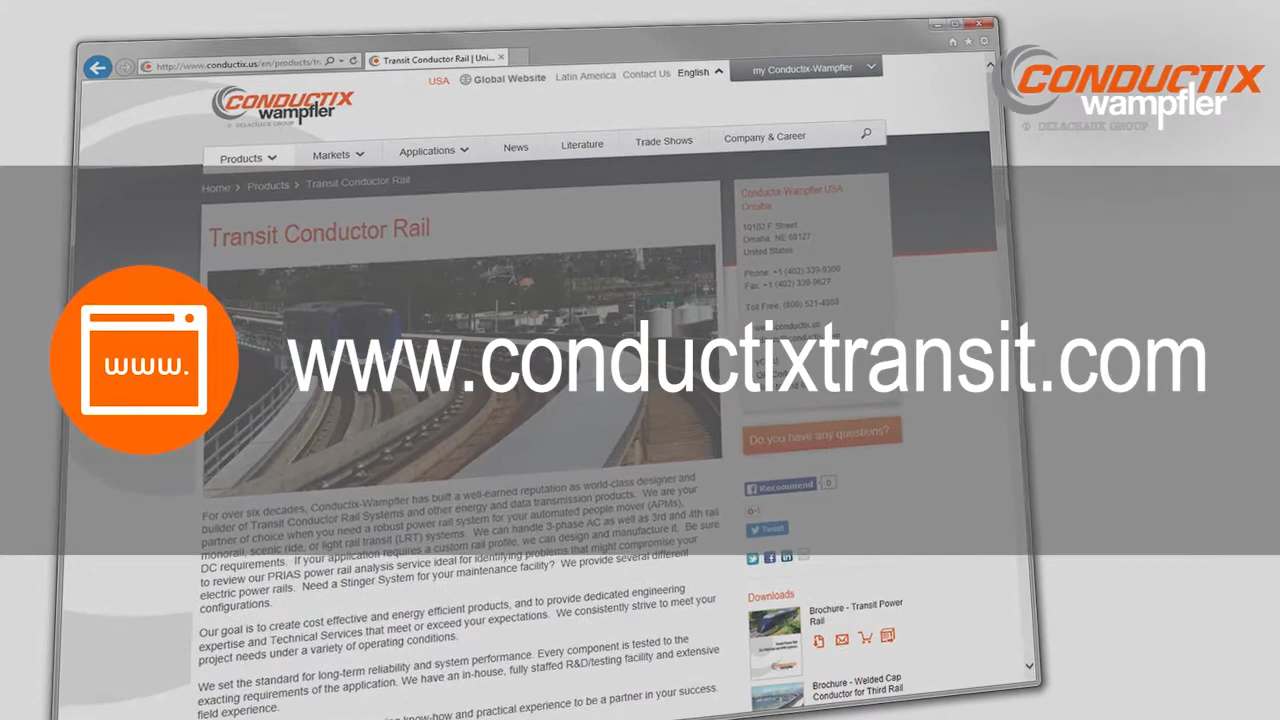 http://www.conductix.us/en/products/tr
Transit Conductor Rail | Uni...
USA Global Website Latin America Contact Us English my Conductix-Wampfler
CONDUCTIX
wampfler
DELACHAUX GROUP
CONDUCTIX
wampfler
DELACHAUX GROUP
Products Markets Applications News Literature Trade Shows Company & Career
Home > Products > Transit Conductor Rail
Transit Conductor Rail
Conductix-Wampfler USA
Omaha
10102 F Street
Omaha, NE 68127
United States
Phone: +1 (402) 339-9300
Fax: +1 (402) 339-9627
Toll Free: (800) 521-4888
www.
www.conductixtransit.com
Do you have any questions?
Recommend 0
Tweet
For over six decades, Conductix-Wampfler has built a well-earned reputation as world-class designer and
builder of Transit Conductor Rail Systems and other energy and data transmission products. We are your
partner of choice when you need a robust power rail system for your automated people mover (APMs),
monorail, scenic ride, or light rail transit (LRT) systems. We can handle 3-phase AC as well as 3rd and 4th rail
DC requirements. If your application requires a custom rail profile, we can design and manufacture it. Be sure
to review our PRIAS power rail analysis service ideal for identifying problems that might compromise your
electric power rails. Need a Stinger System for your maintenance facility? We provide several different
configurations.
Our goal is to create cost effective and energy efficient products, and to provide dedicated engineering
expertise and Technical Services that meet or exceed your expectations. We consistently strive to meet your
project needs under a variety of operating conditions.
We set the standard for long-term reliability and system performance. Every component is tested to the
exacting requirements of the application. We have an in-house, fully staffed R&D/testing facility and extensive
field experience.
know-how and practical experience to be a partner in your success.
Downloads
Brochure - Transit Power
Rail
Brochure - Welded Cap
Conductor for Third Rail